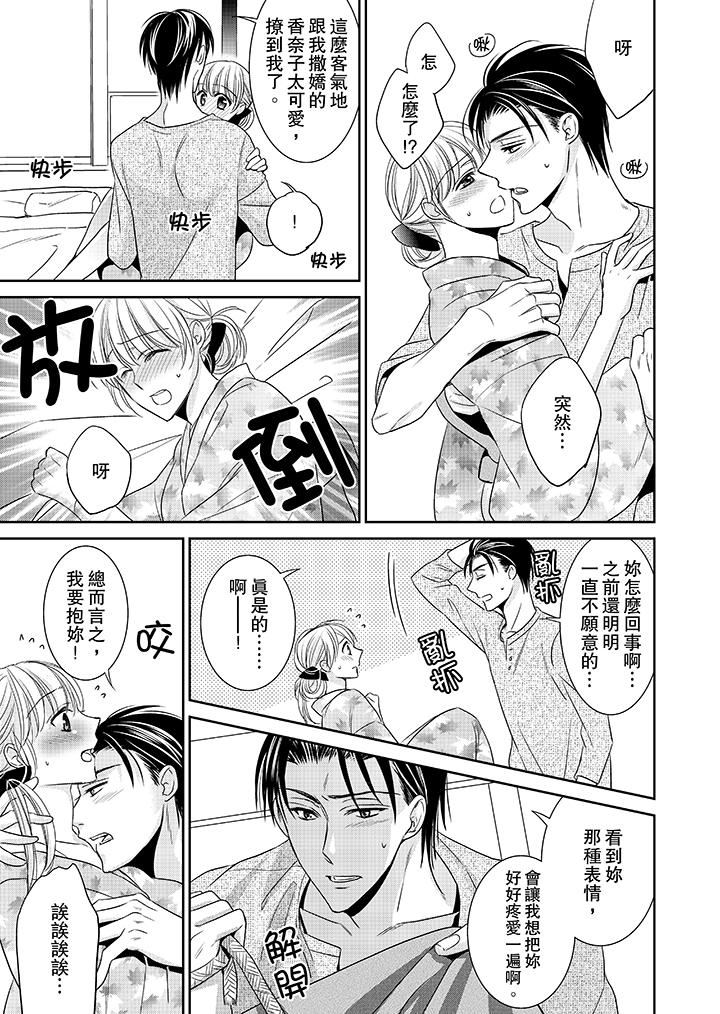 呀
啾
怎
怎麼了!?
啾
突然…
這麼客氣地
跟我撒嬌的
香奈子太可愛，
撩到我了。
！
快步
快步
快步
放
倒
呀
妳怎麼回事啊…
之前還明明
一直不願意的…
亂抓
亂抓
真是的……
啊——！
看到妳
那種表情，
會讓我想把妳
好好疼愛一遍啊。
解開
總而言之，
我要抱妳！
咬
誒誒誒誒…